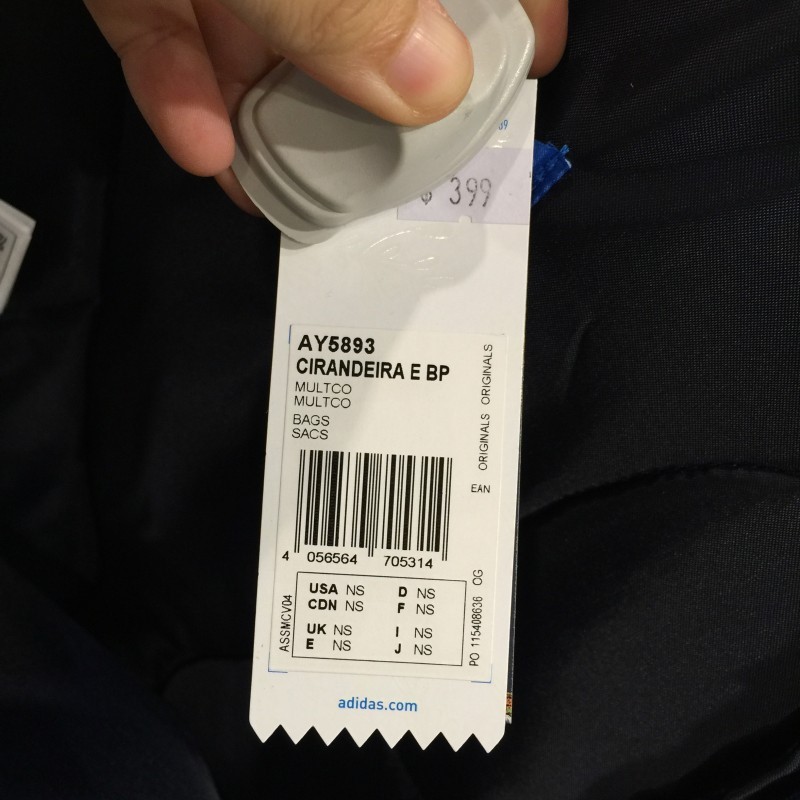 $ 399
AY5893
CIRANDEIRA E BP
MULTCO
MULTCO
BAGS
SACS
ORIGINALS ORIGINALS
EAN
4 056564 705314
USA NS D NS
CDN NS F NS
UK NS I NS
E NS J NS
ASSMCV04
PO 115408636 OG
adidas.com